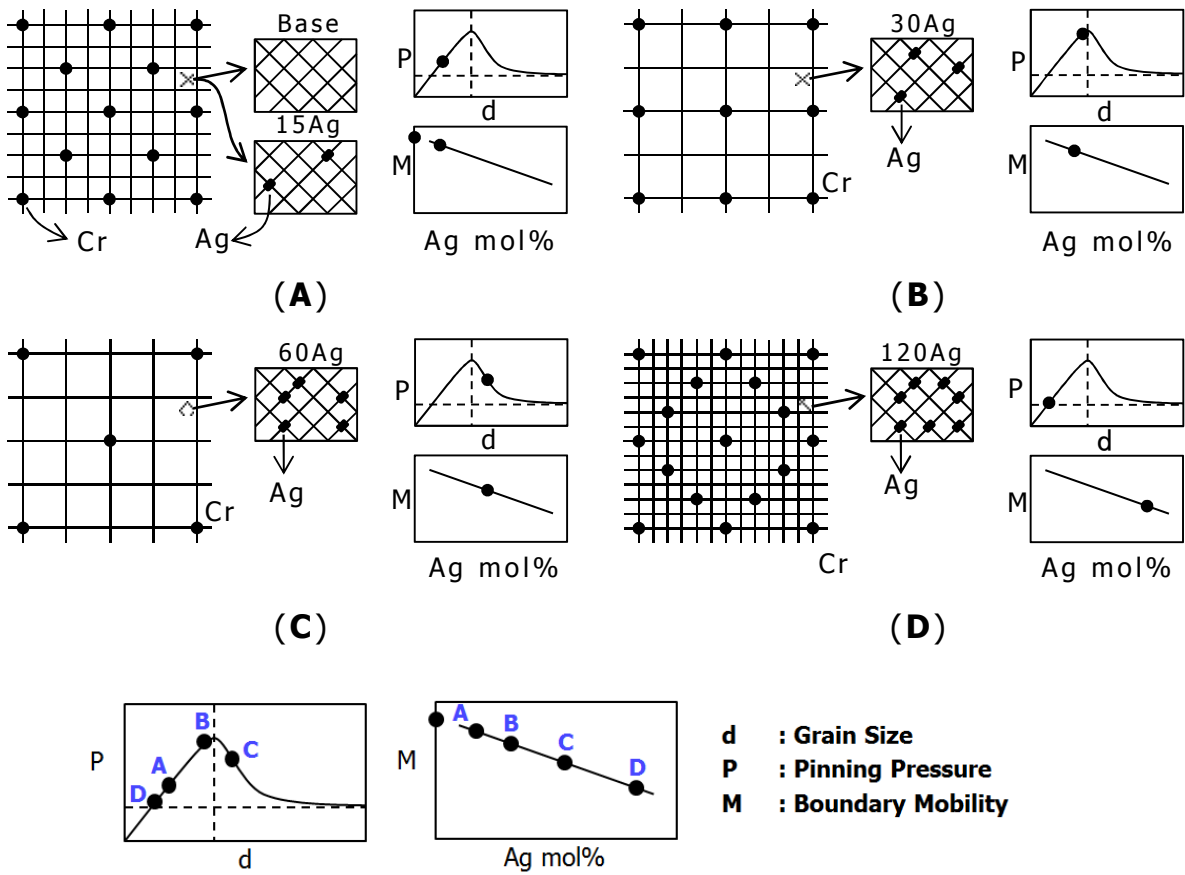 Base
P
d
15Ag
M
Cr
Ag
Ag mol%
(A)
30Ag
P
d
Ag
M
Cr
Ag mol%
(B)
60Ag
P
d
Ag
M
Cr
Ag mol%
(C)
120Ag
P
d
Ag
M
Cr
Ag mol%
(D)
P
B
C
A
D
d
M
A
B
C
D
Ag mol%
d : Grain Size
P : Pinning Pressure
M : Boundary Mobility